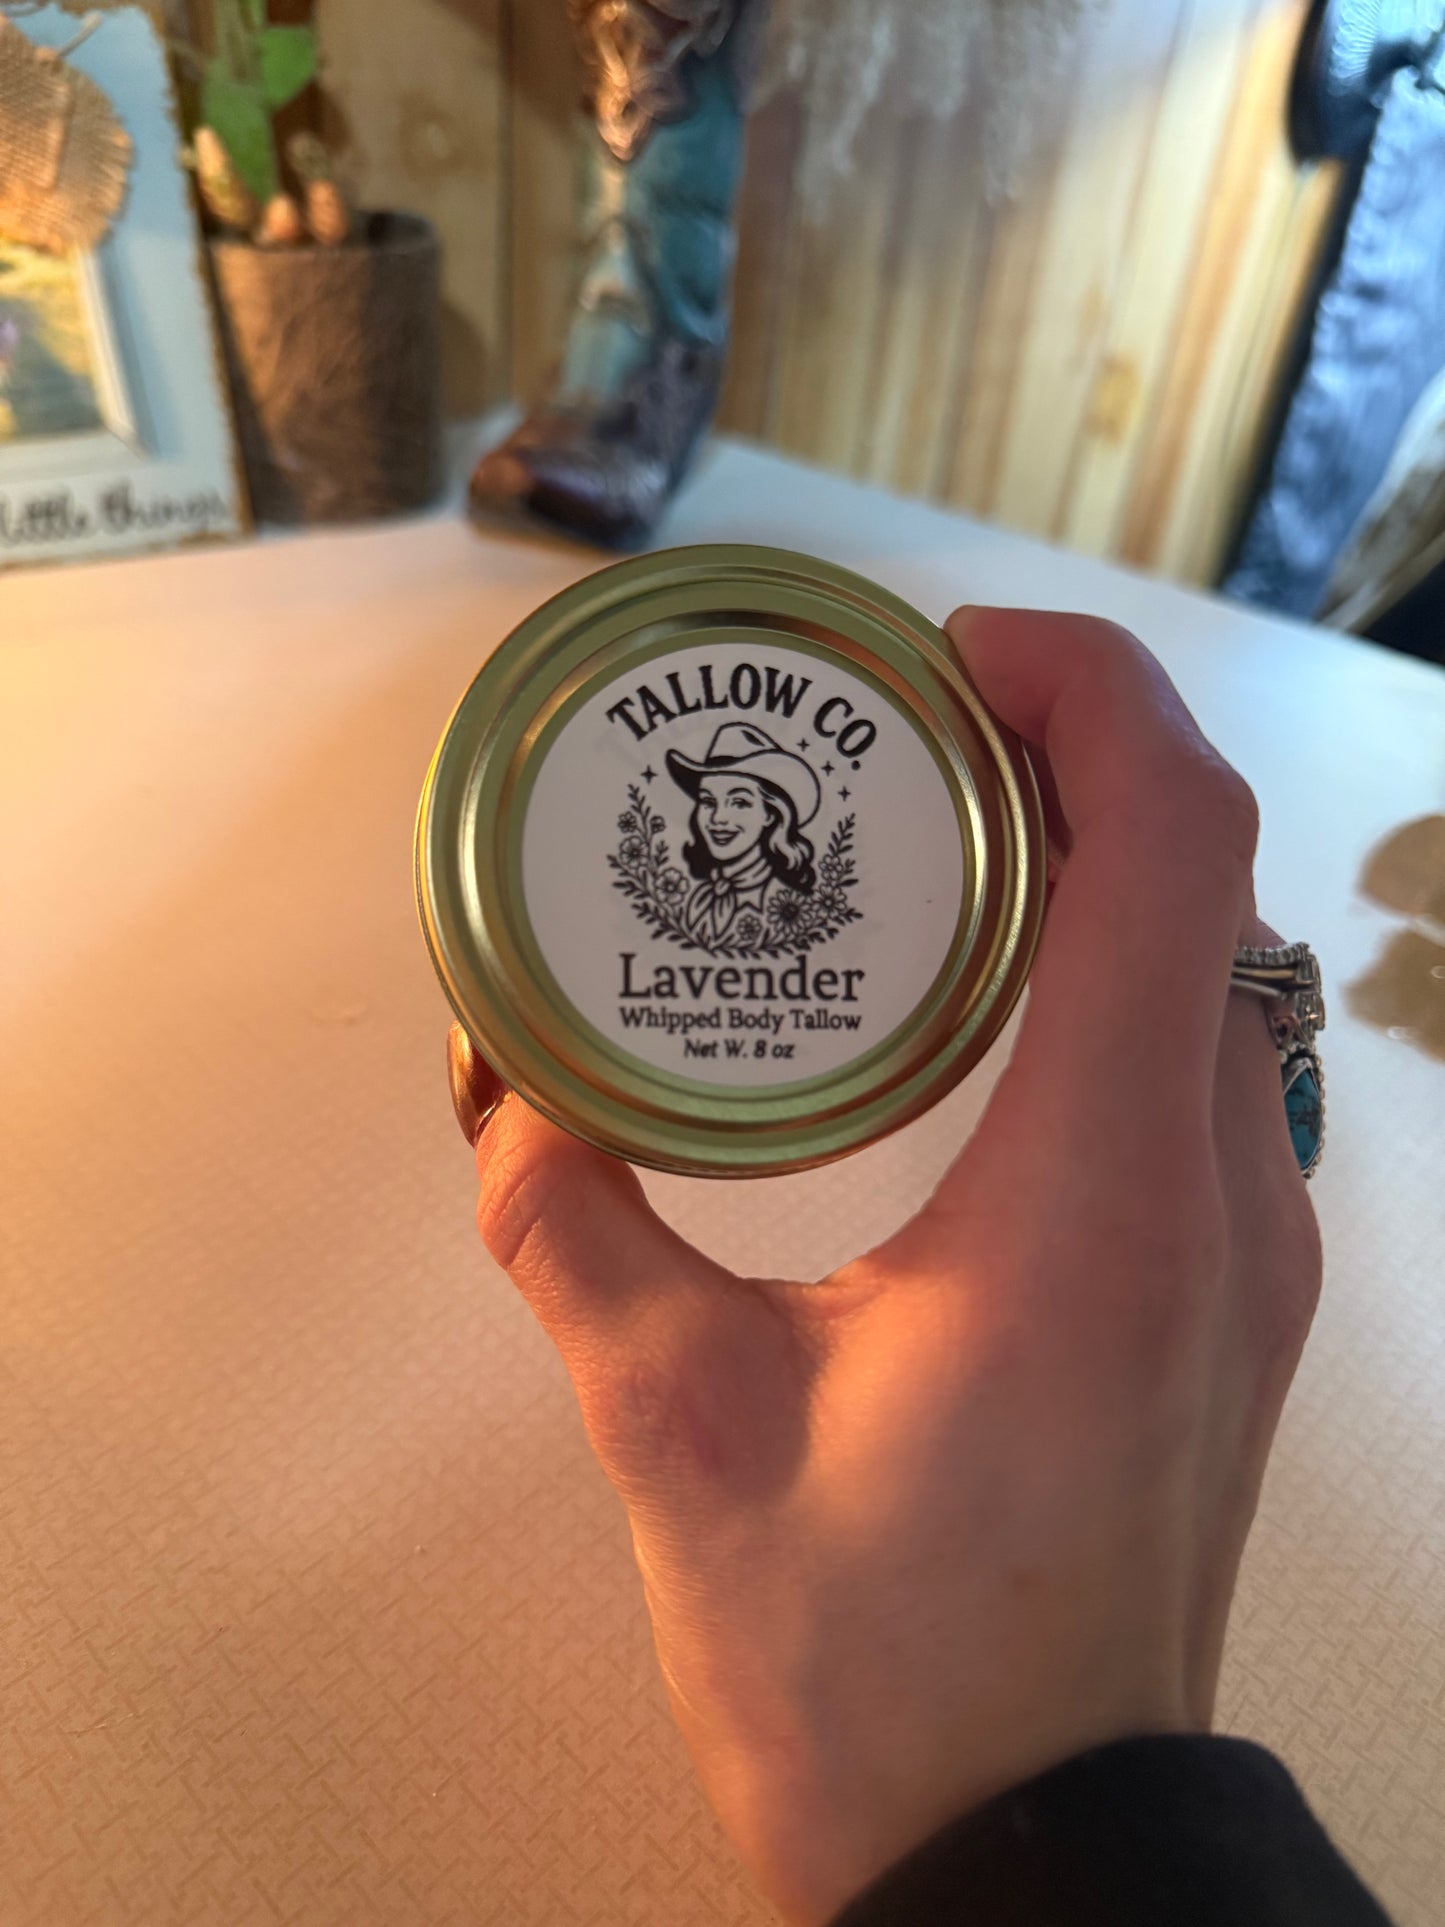 little things
TALLOW CO.
Lavender
Whipped Body Tallow
Net W. 8 oz